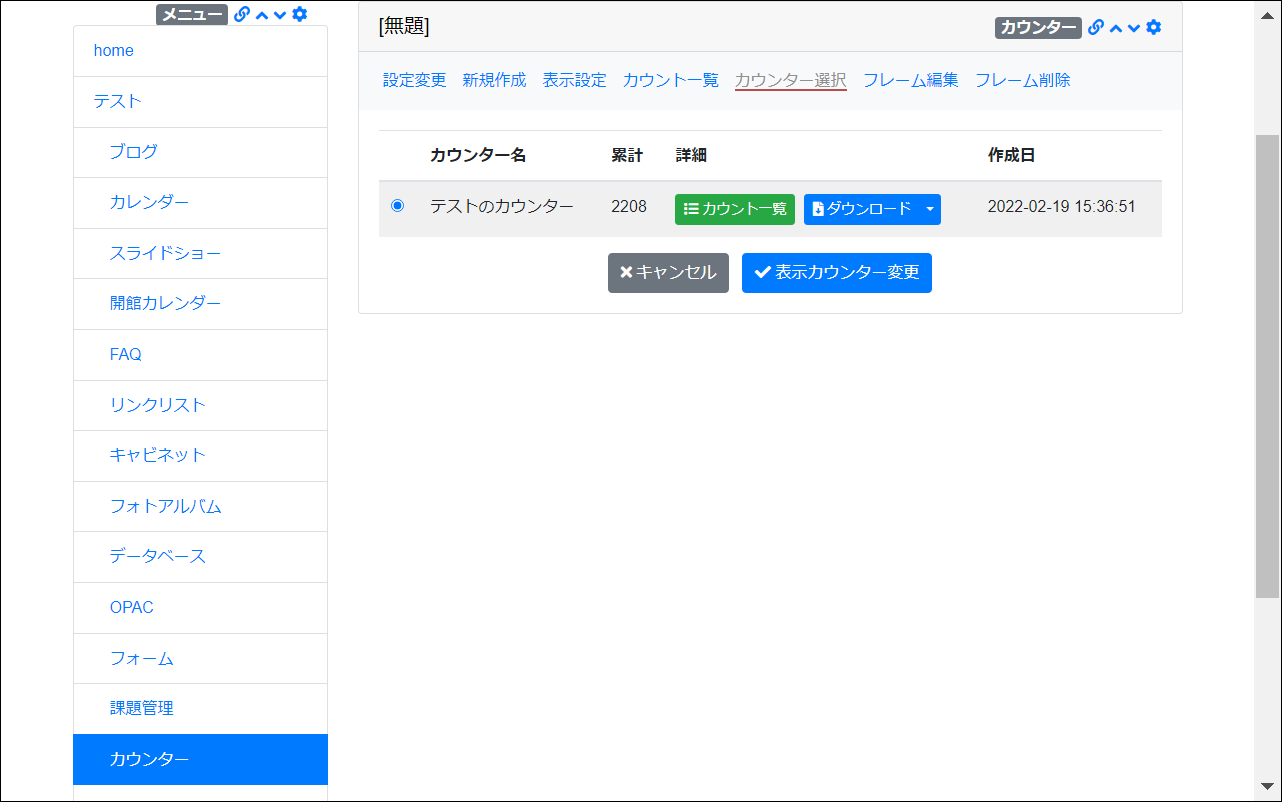 メニュー
home
テスト
ブログ
カレンダー
スライドショー
開館カレンダー
FAQ
リンクリスト
キャビネット
フォトアルバム
データベース
OPAC
フォーム
課題管理
カウンター
[無題]
カウンター
設定変更 新規作成 表示設定 カウント一覧 カウンター選択 フレーム編集 フレーム削除
カウンター名 累計 詳細 作成日
テストのカウンター 2208 カウント一覧 ダウンロード 2022-02-19 15:36:51
キャンセル 表示カウンター変更